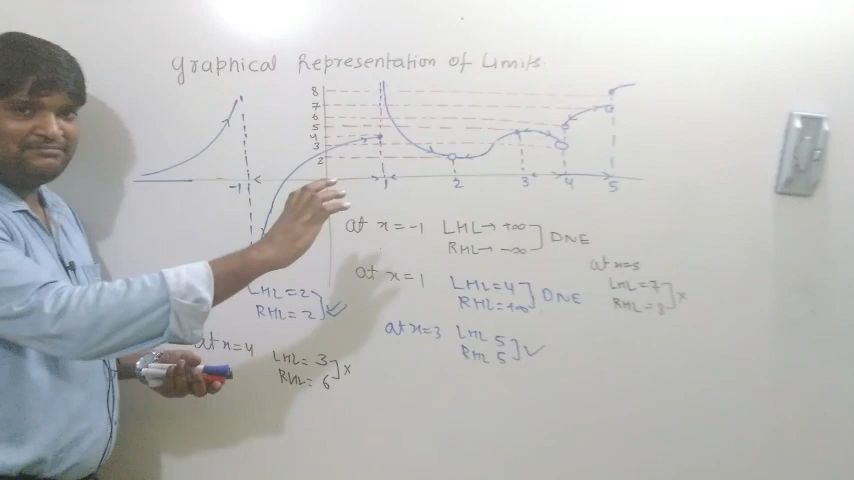 Graphical Representation of Limits
8
7
6
5
4
3
2
-1 1 2 3 4 5
at x=-1 LHL→ +∞
RHL→ -∞ ] DNE
at x=1 LHL=4
RHL=+∞ ] DNE
at x=5
LHL=7
RHL=8 ] x
LHL=2
RHL=2 ] ✓
at x=3 LHL 5
RHL 5 ] ✓
at x=4 LHL= 3
RHL= 6 ] x